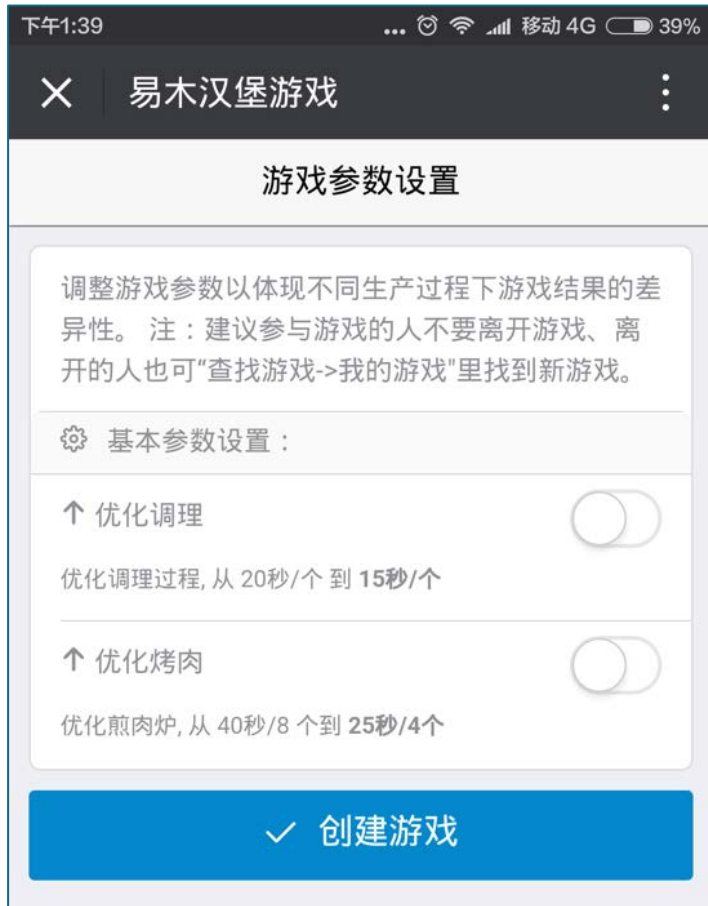 下午1:39 ... 移动 4G 39%
易木汉堡游戏
游戏参数设置
调整游戏参数以体现不同生产过程下游戏结果的差
异性。 注：建议参与游戏的人不要离开游戏、离
开的人也可“查找游戏->我的游戏"里找到新游戏。
基本参数设置：
优化调理
优化调理过程, 从 20秒/个 到 15秒/个
优化烤肉
优化煎肉炉, 从 40秒/8 个到 25秒/4个
创建游戏